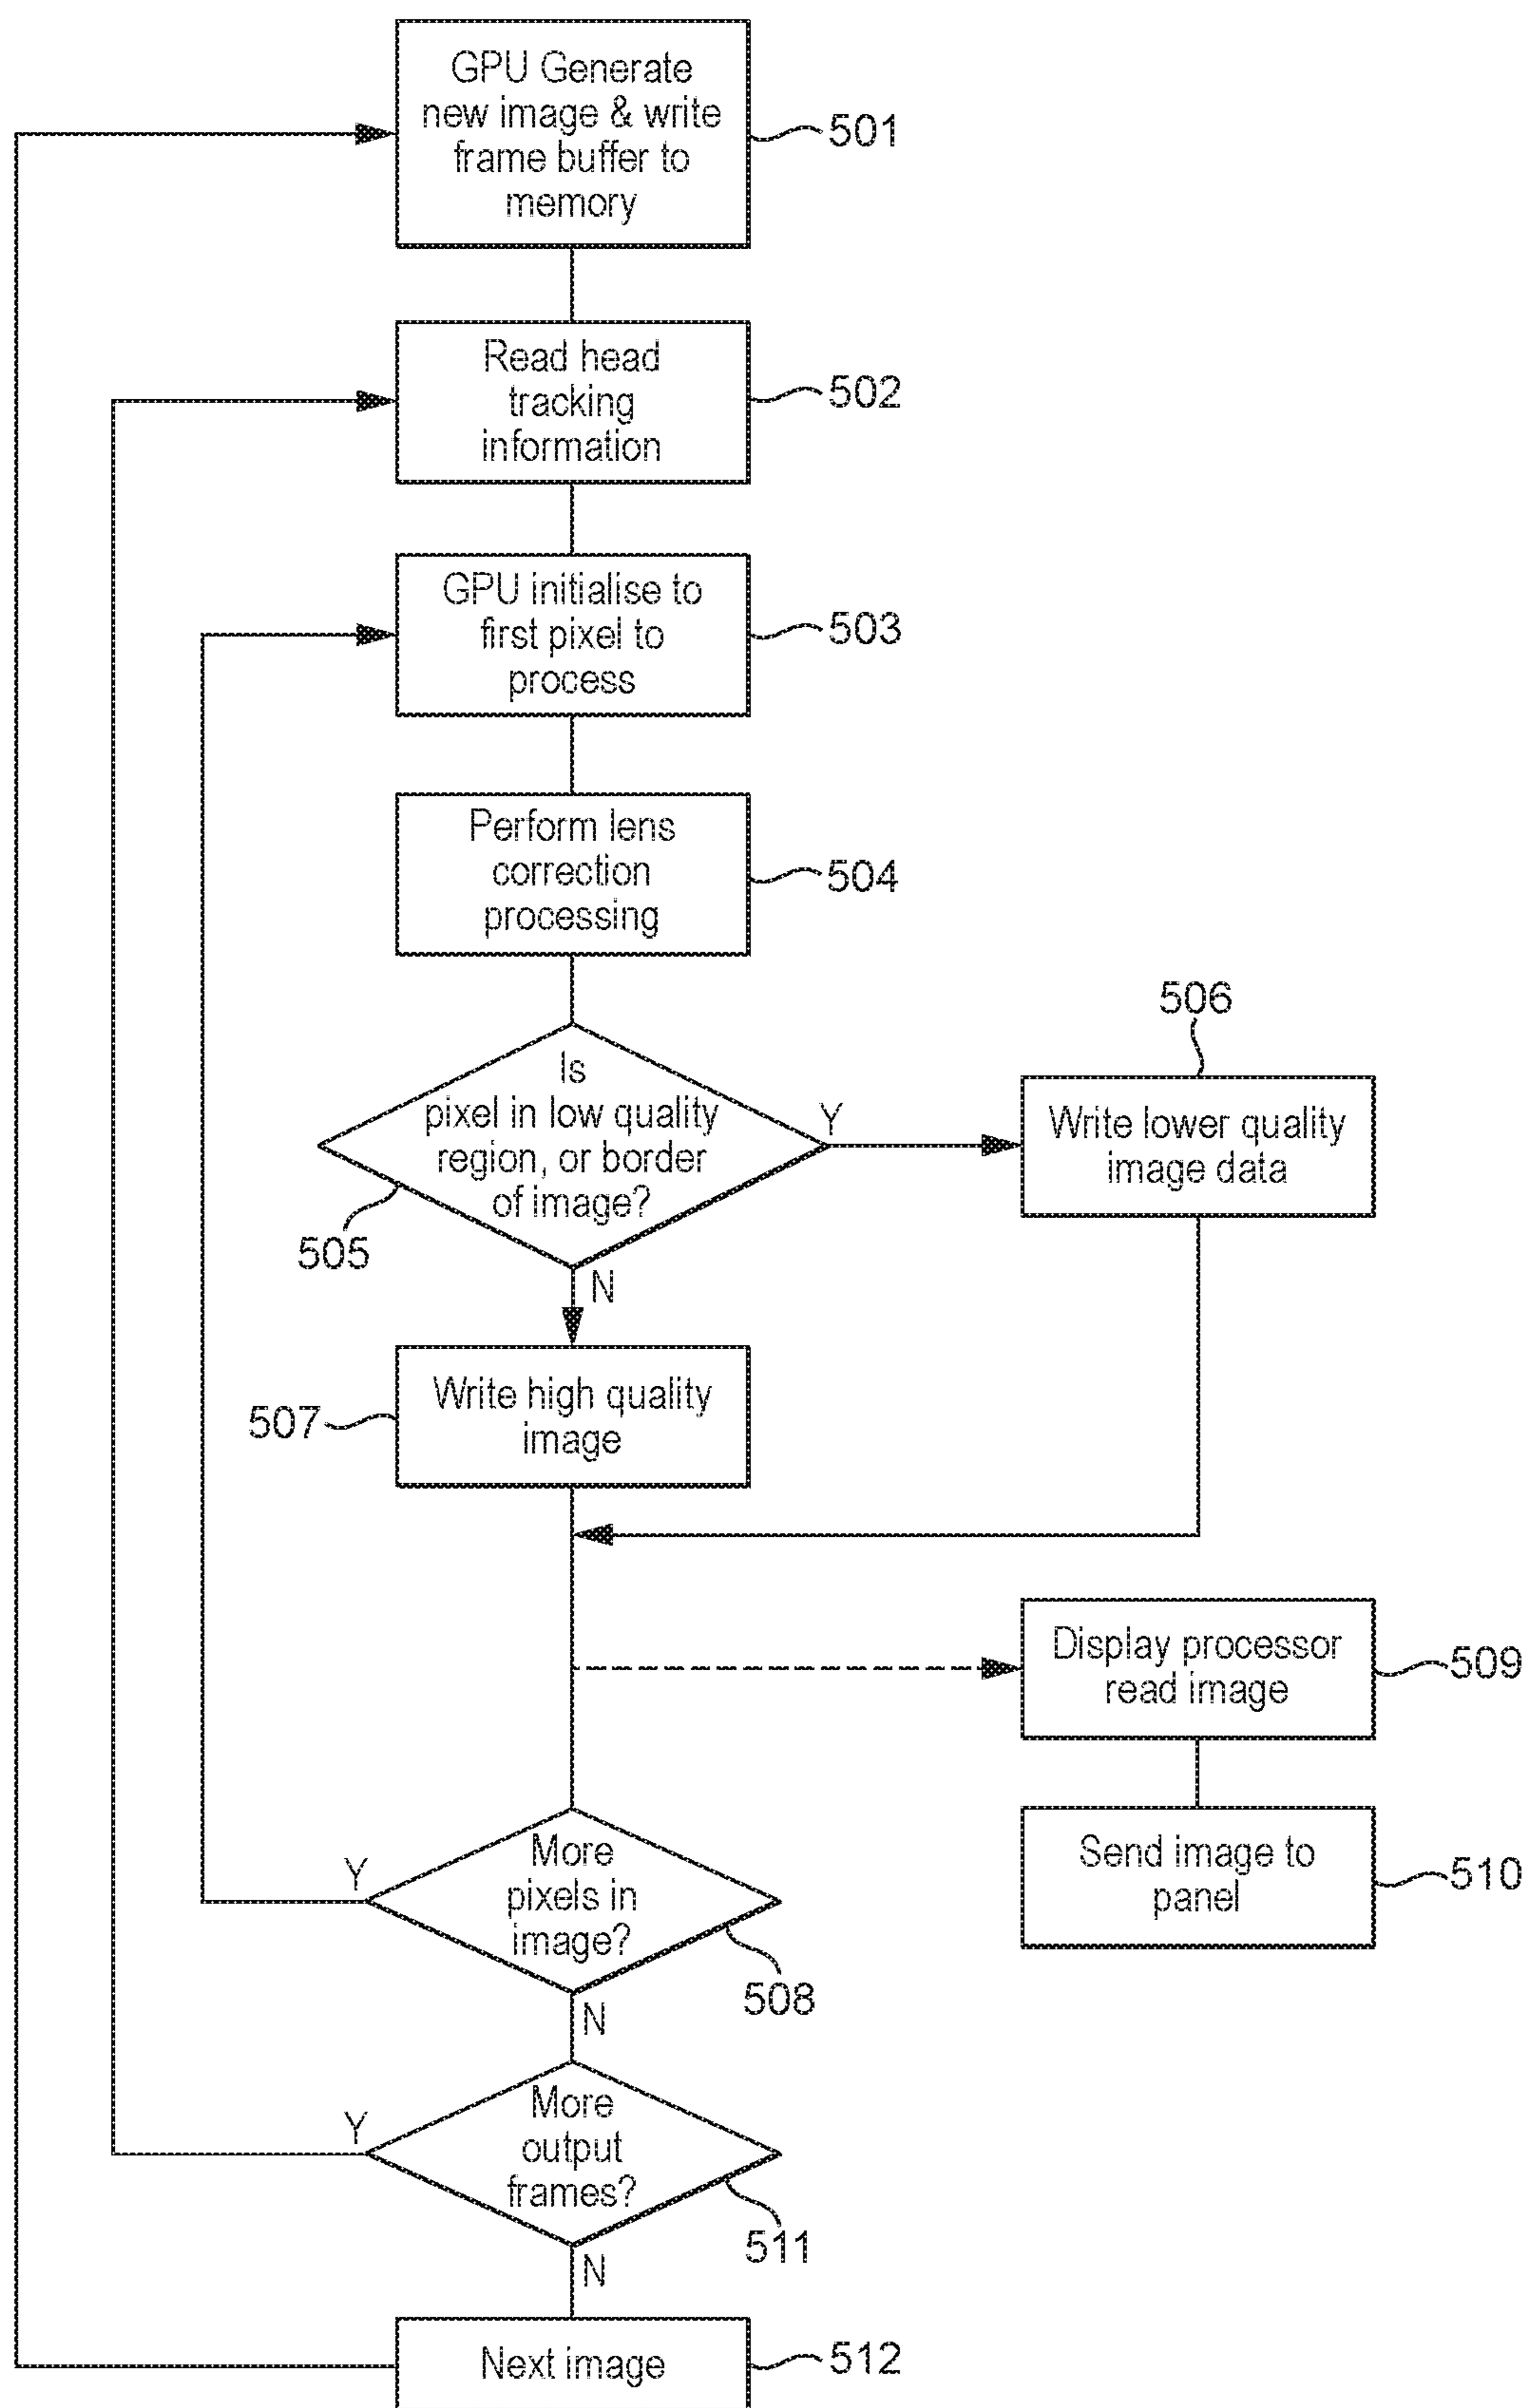 GPU Generate
new image & write
frame buffer to
memory
501
Read head
tracking
information
502
GPU initialise to
first pixel to
process
503
Perform lens
correction
processing
504
506
Is
pixel in low quality
region, or border
of image?
Y
505
N
Write lower quality
image data
Write high quality
image
507
Display processor
read image
509
Send image to
panel
510
More
pixels in
image?
Y
508
N
More
output
frames?
Y
511
N
Next image
512